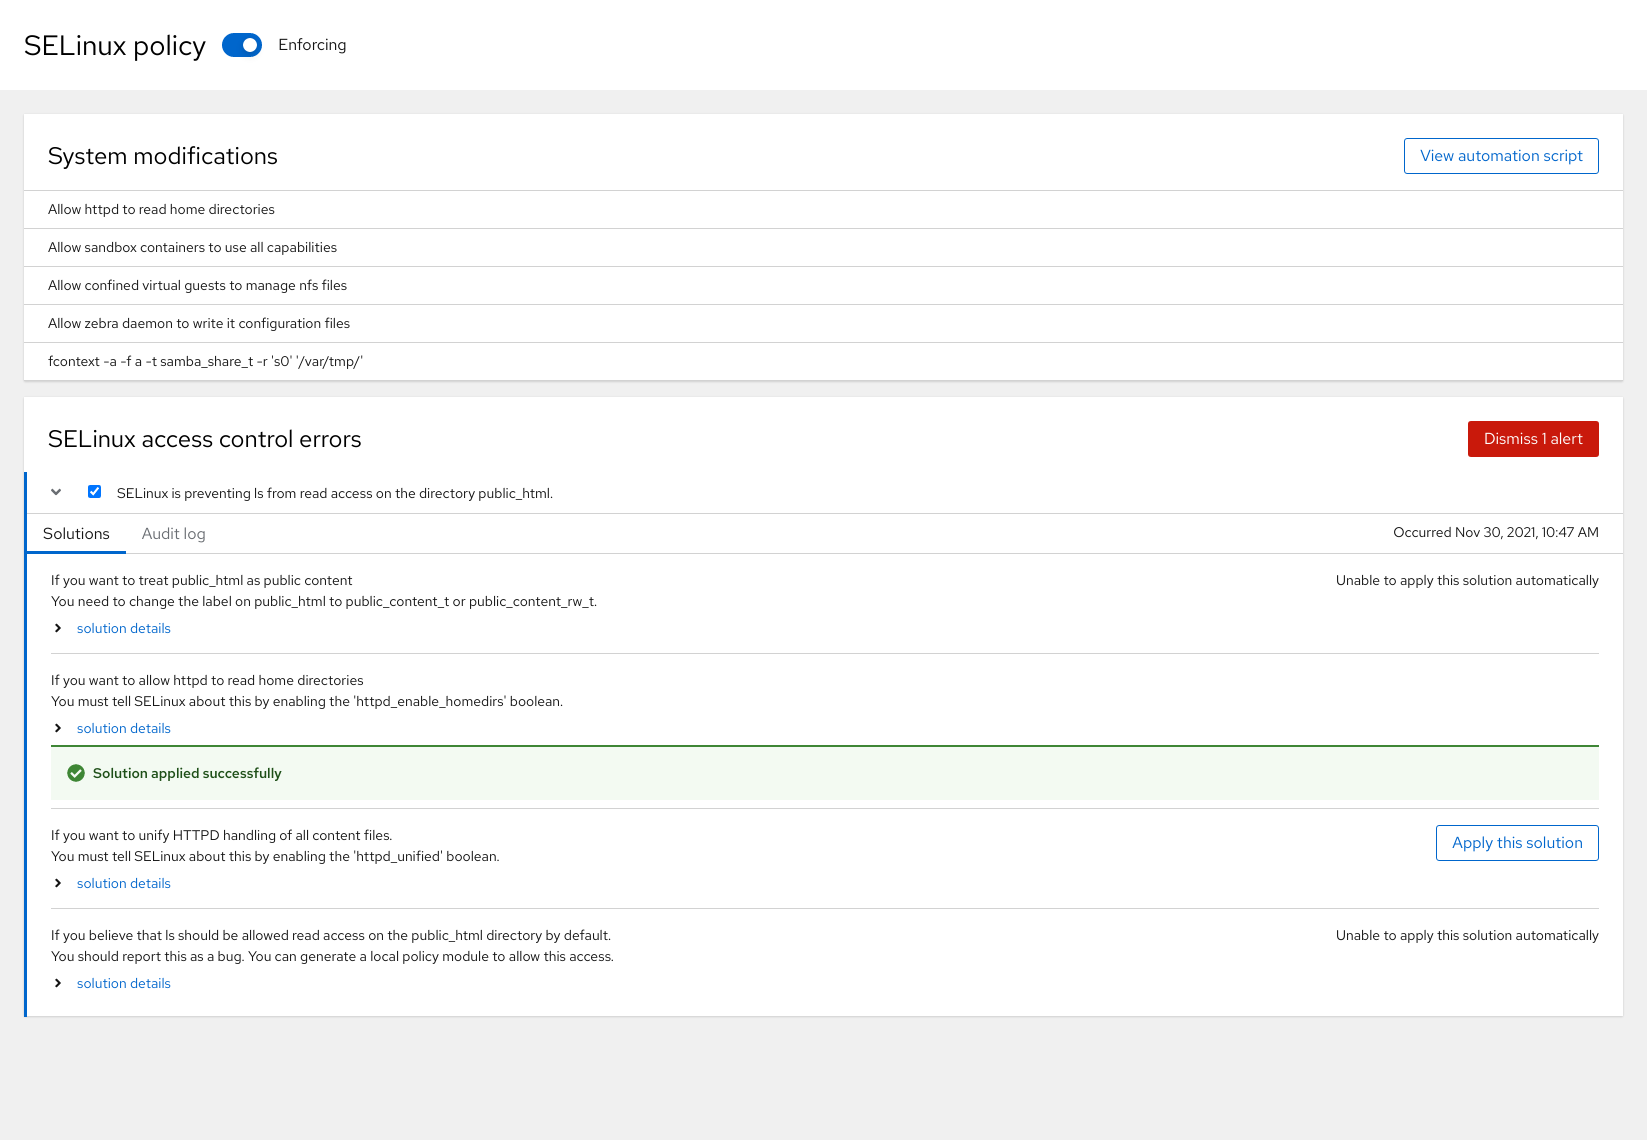 SELinux policy
Enforcing
System modifications
View automation script
Allow httpd to read home directories
Allow sandbox containers to use all capabilities
Allow confined virtual guests to manage nfs files
Allow zebra daemon to write it configuration files
fcontext -a -f a -t samba_share_t -r 's0' '/var/tmp/'
SELinux access control errors
Dismiss 1 alert
SELinux is preventing ls from read access on the directory public_html.
Solutions
Audit log
Occurred Nov 30, 2021, 10:47 AM
If you want to treat public_html as public content
Unable to apply this solution automatically
You need to change the label on public_html to public_content_t or public_content_rw_t.
solution details
If you want to allow httpd to read home directories
You must tell SELinux about this by enabling the 'httpd_enable_homedirs' boolean.
solution details
Solution applied successfully
If you want to unify HTTPD handling of all content files.
Apply this solution
You must tell SELinux about this by enabling the 'httpd_unified' boolean.
solution details
If you believe that ls should be allowed read access on the public_html directory by default.
Unable to apply this solution automatically
You should report this as a bug. You can generate a local policy module to allow this access.
solution details